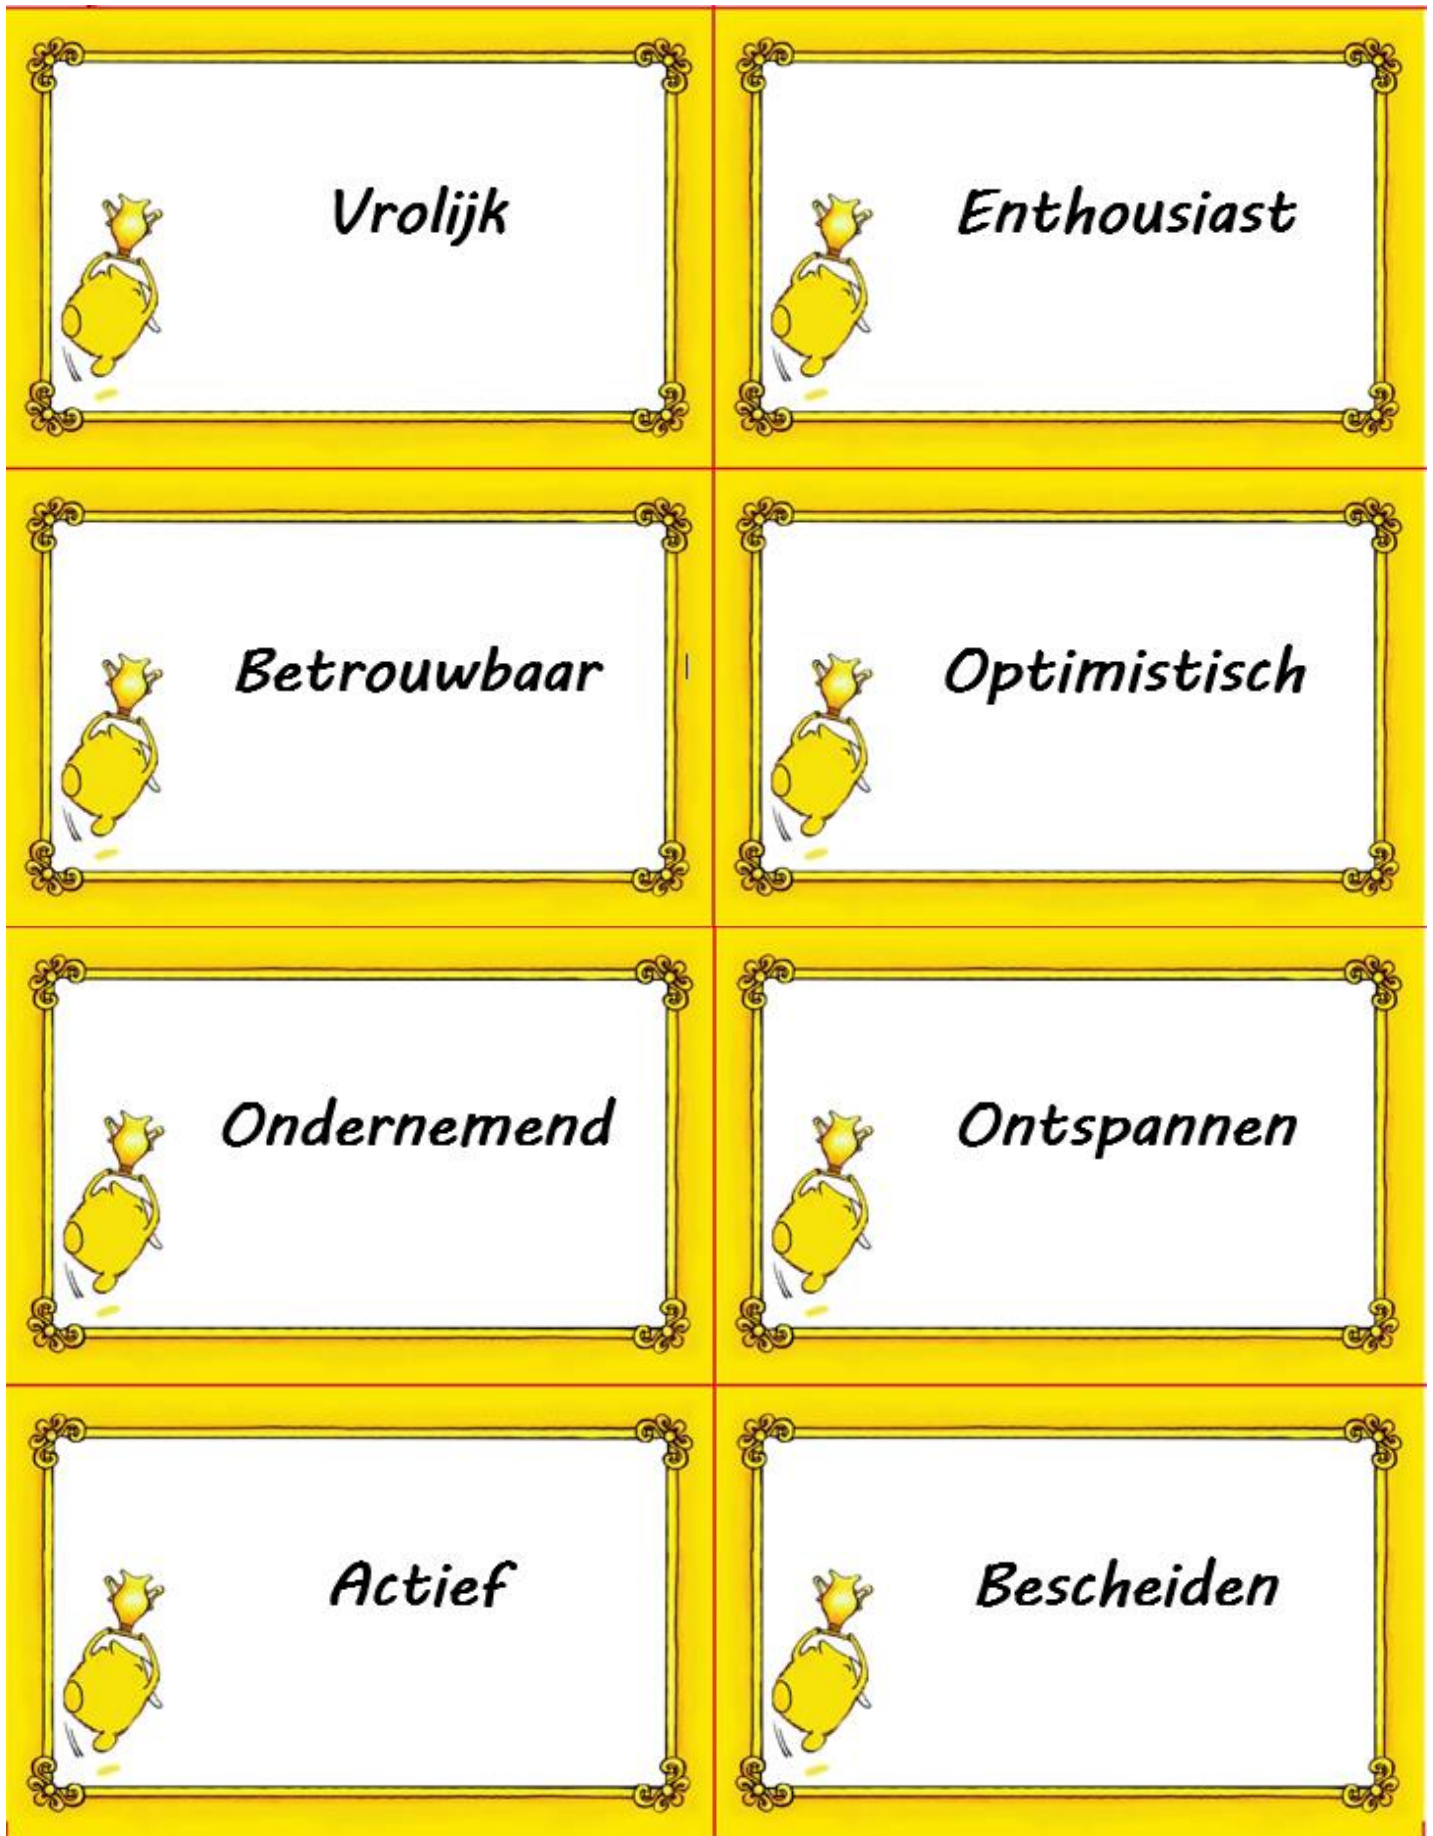 Vrolijk
Enthousiast
Betrouwbaar
Optimistisch
Ondernemend
Ontspannen
Actief
Bescheiden